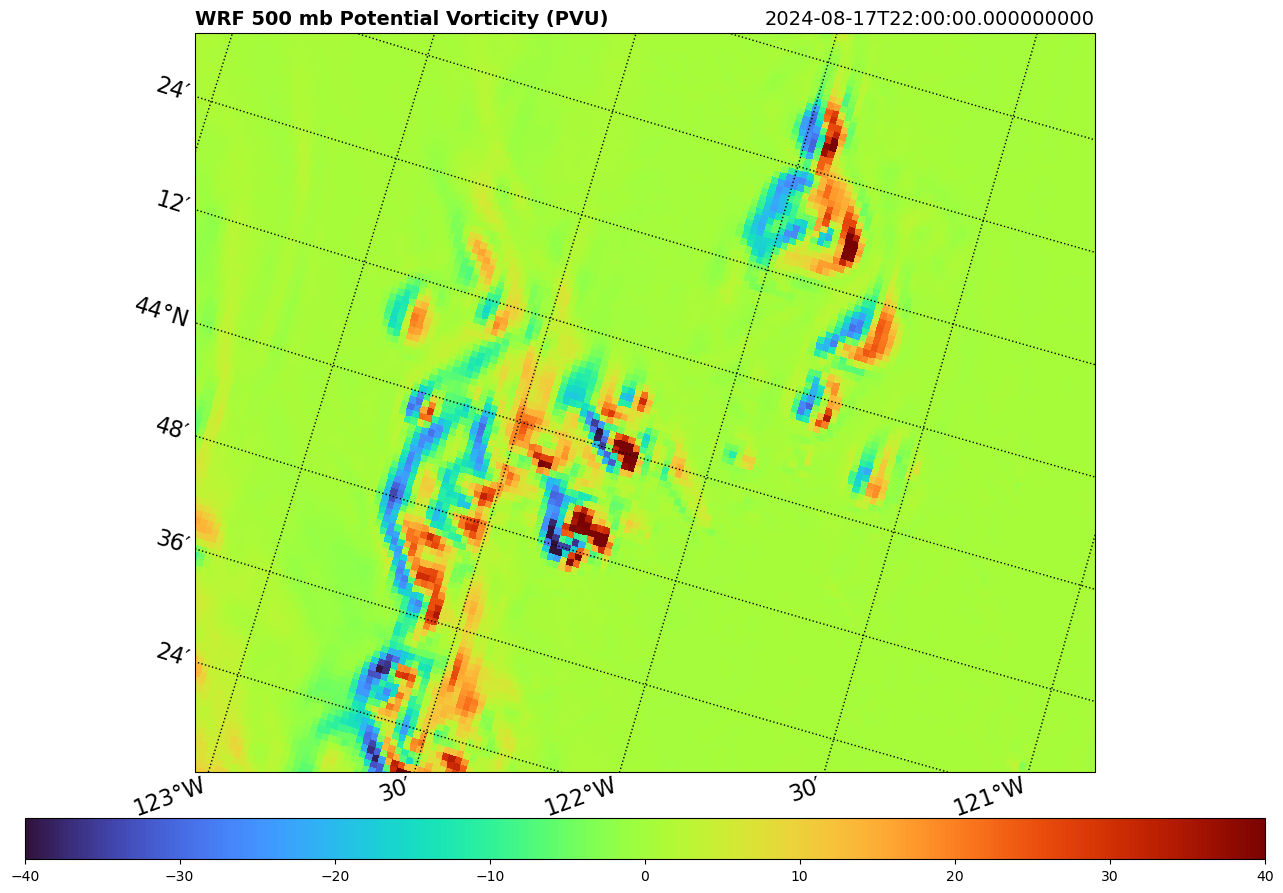 WRF 500 mb Potential Vorticity (PVU) 2024-08-17T22:00:00.000000000
24′
12′
44°N
48′
36′
24′
123°W 30′ 122°W 30′ 121°W
−40 −30 −20 −10 0 10 20 30 40